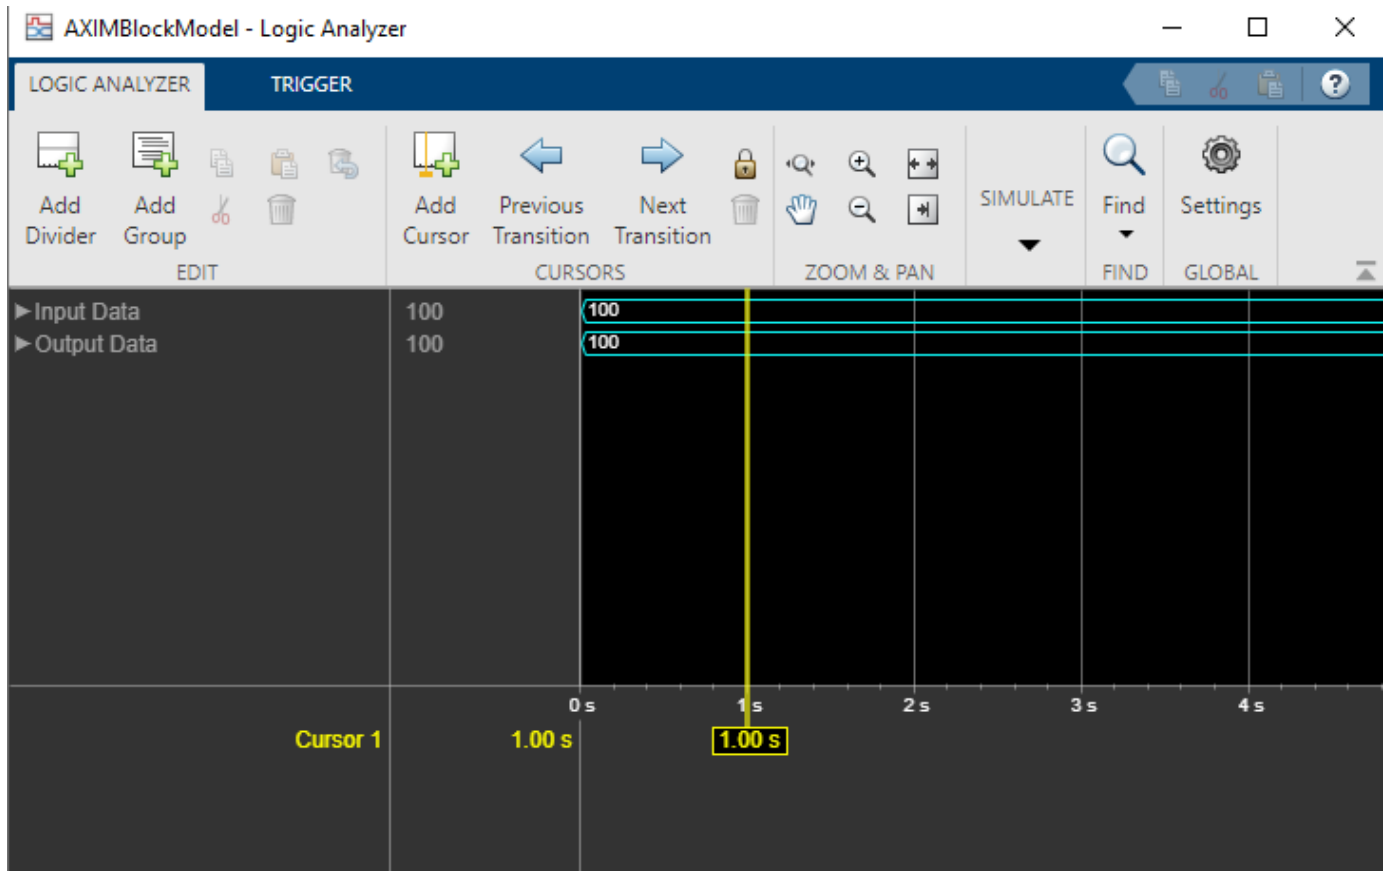 AXIMBlockModel - Logic Analyzer
LOGIC ANALYZER TRIGGER
Add Divider
Add Group
Add Cursor
Previous Transition
Next Transition
SIMULATE
Find
Settings
EDIT CURSORS ZOOM & PAN FIND GLOBAL
Input Data 100 100
Output Data 100 100
0 s 1 s 2 s 3 s 4 s
Cursor 1 1.00 s 1.00 s